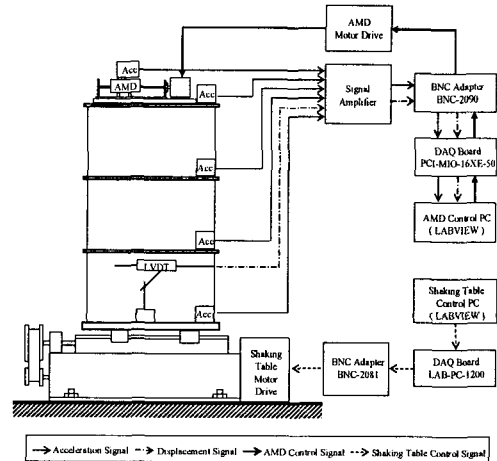 AMD
Motor Drive
Acc
AMD
Acc
Acc
Signal
Amplifier
BNC Adapter
BNC-2090
DAQ Board
PCI-MIO-16XE-50
AMD Control PC
( LABVIEW )
Acc
LVDT
Acc
Shaking Table
Control PC
( LABVIEW )
Shaking
Table
Motor
Drive
BNC Adapter
BNC-2081
DAQ Board
LAB-PC-1200
Acceleration Signal
Displacement Signal
AMD Control Signal
Shaking Table Control Signal